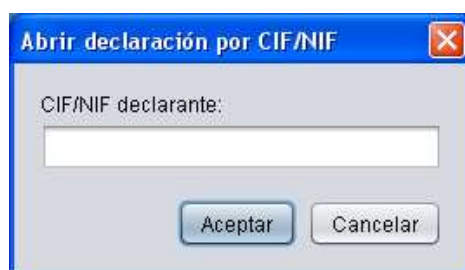 Abrir declaración por CIF/NIF
CIF/NIF declarante:
Aceptar
Cancelar